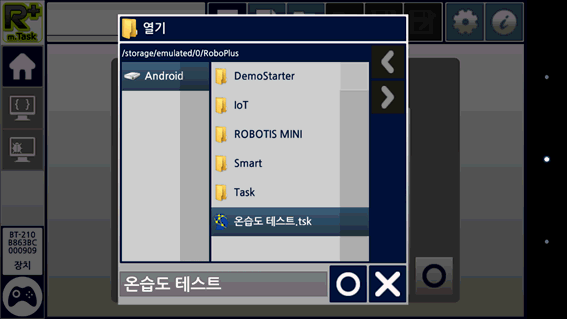 R+
m.Task
열기
/storage/emulated/0/RoboPlus
Android
DemoStarter
IoT
ROBOTIS MINI
Smart
Task
온습도 테스트.tsk
BT-210
B863BC
000909
장치
온습도 테스트